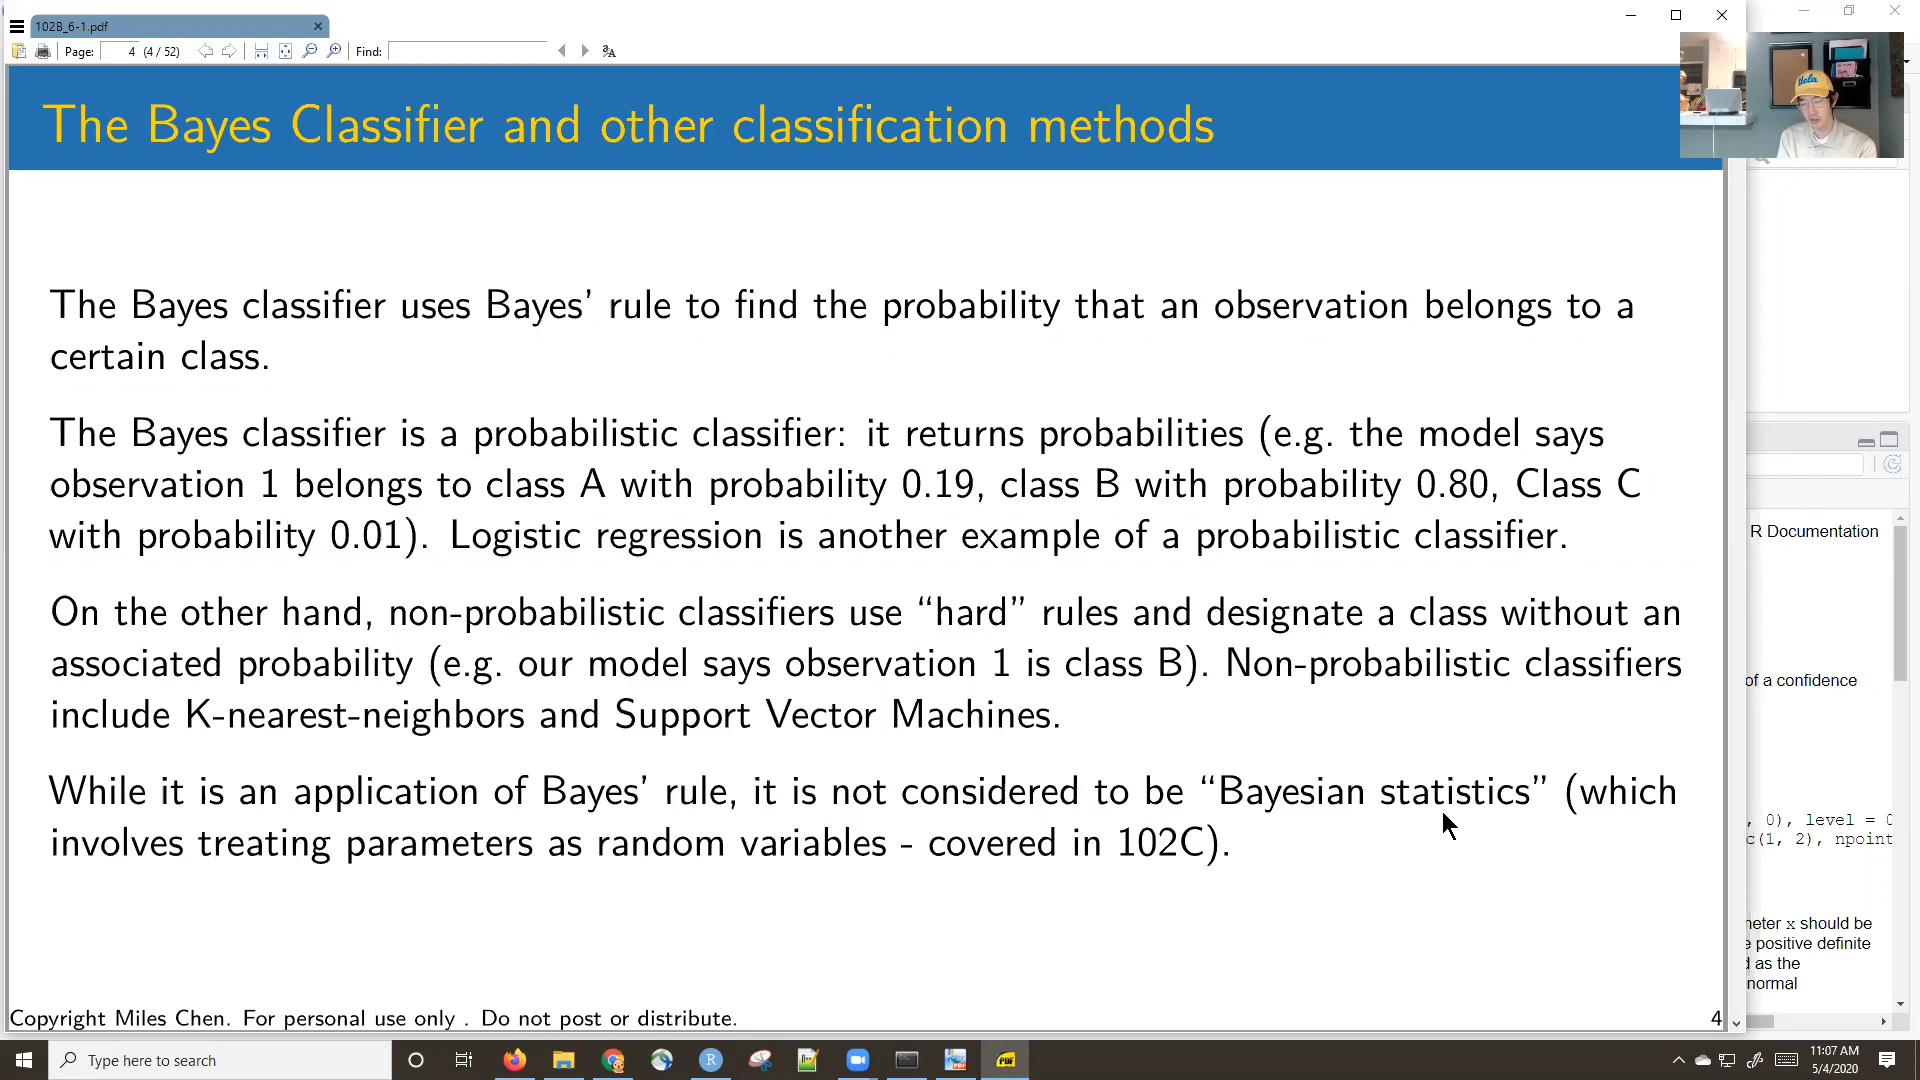 102B_6-1.pdf
Page: 4 (4 / 52) Find:
The Bayes Classifier and other classification methods
The Bayes classifier uses Bayes’ rule to find the probability that an observation belongs to a
certain class.
The Bayes classifier is a probabilistic classifier: it returns probabilities (e.g. the model says
observation 1 belongs to class A with probability 0.19, class B with probability 0.80, Class C
with probability 0.01). Logistic regression is another example of a probabilistic classifier.
On the other hand, non-probabilistic classifiers use “hard” rules and designate a class without an
associated probability (e.g. our model says observation 1 is class B). Non-probabilistic classifiers
include K-nearest-neighbors and Support Vector Machines.
While it is an application of Bayes’ rule, it is not considered to be “Bayesian statistics” (which
involves treating parameters as random variables - covered in 102C).
Copyright Miles Chen. For personal use only . Do not post or distribute.
4
R Documentation
of a confidence
, 0), level = 0
c(1, 2), npoint
meter x should be
positive definite
d as the
normal
Type here to search
11:07 AM
5/4/2020